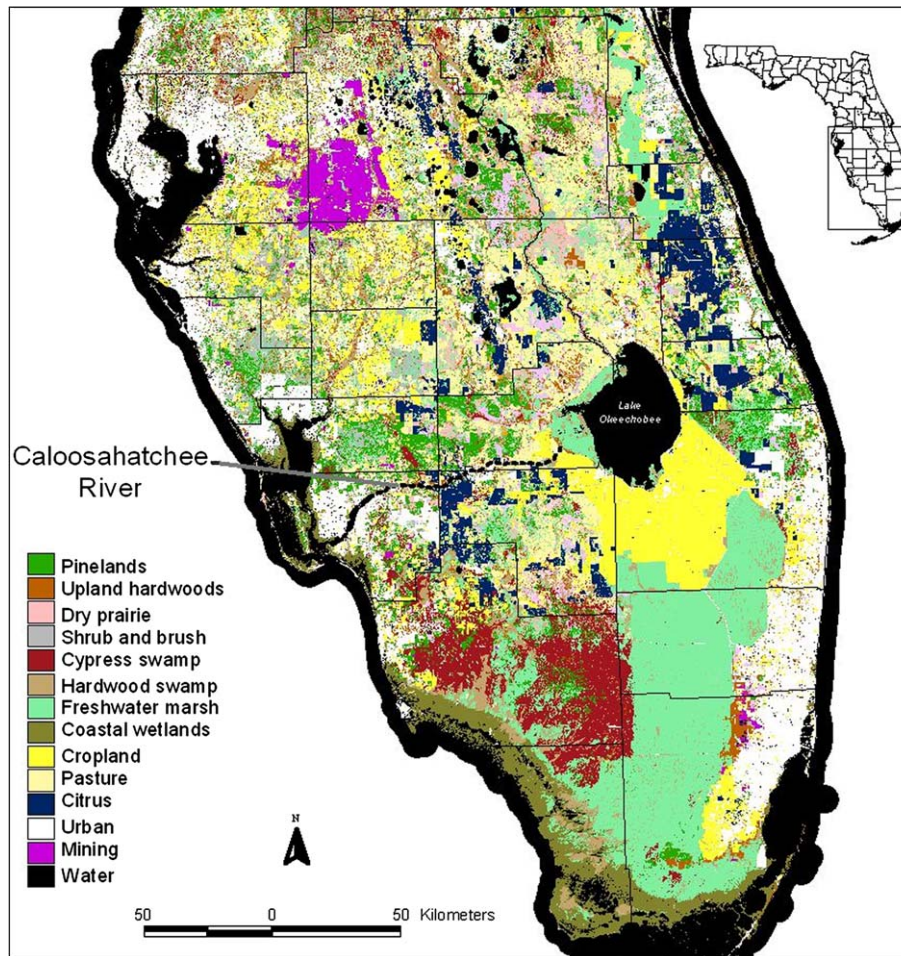 Lake
Okeechobee
Caloosahatchee
River
Pinelands
Upland hardwoods
Dry prairie
Shrub and brush
Cypress swamp
Hardwood swamp
Freshwater marsh
Coastal wetlands
Cropland
Pasture
Citrus
Urban
Mining
Water
N
50 0 50 Kilometers